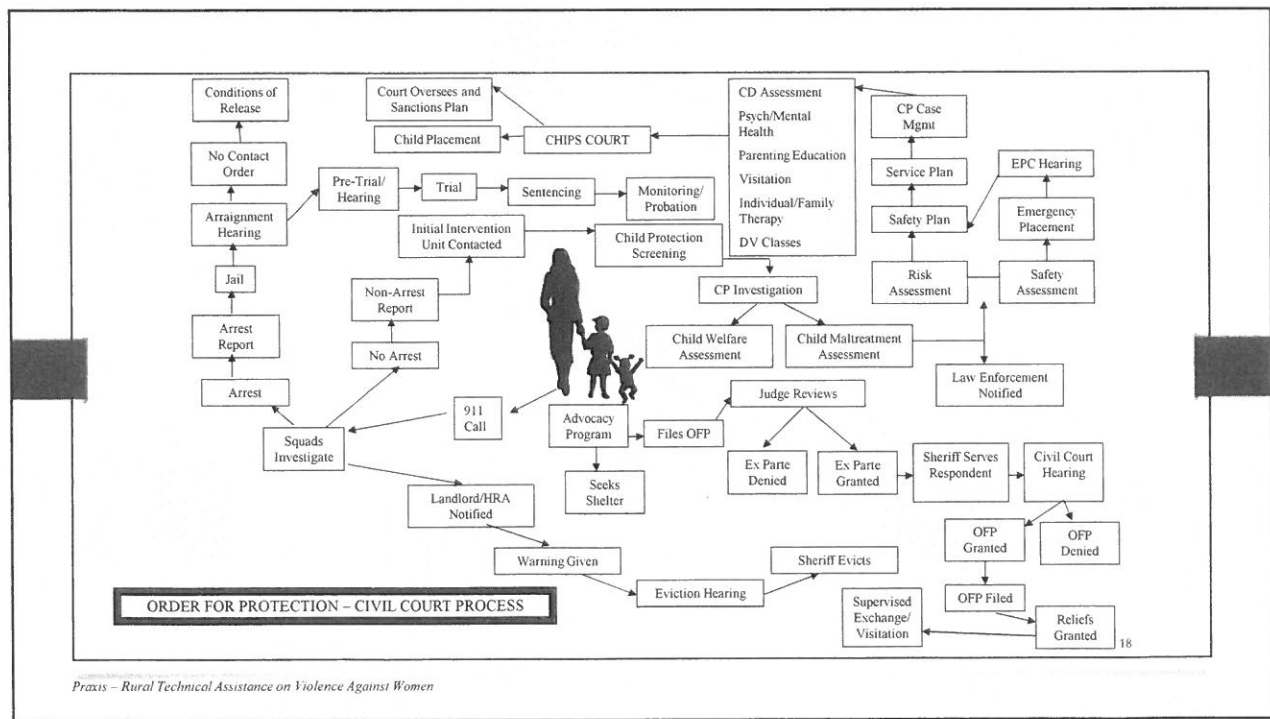 Conditions of
Release
Court Oversees and
Sanctions Plan
Child Placement
CHIPS COURT
CD Assessment
Psych/Mental
Health
Parenting Education
Visitation
Individual/Family
Therapy
DV Classes
CP Case
Mgmt
No Contact
Order
Service Plan
EPC Hearing
Pre-Trial/
Hearing
Trial
Sentencing
Monitoring/
Probation
Arraignment
Hearing
Initial Intervention
Unit Contacted
Child Protection
Screening
Safety Plan
Emergency
Placement
Jail
Non-Arrest
Report
CP Investigation
Risk
Assessment
Safety
Assessment
Arrest
Report
No Arrest
Child Welfare
Assessment
Child Maltreatment
Assessment
Law Enforcement
Notified
Arrest
911
Call
Squads
Investigate
Advocacy
Program
Files OFP
Judge Reviews
Seeks
Shelter
Ex Parte
Denied
Ex Parte
Granted
Sheriff Serves
Respondent
Civil Court
Hearing
Landlord/HRA
Notified
OFP
Granted
OFP
Denied
Warning Given
Eviction Hearing
Sheriff Evicts
OFP Filed
Supervised
Exchange/
Visitation
Reliefs
Granted
ORDER FOR PROTECTION – CIVIL COURT PROCESS
18
Praxis – Rural Technical Assistance on Violence Against Women